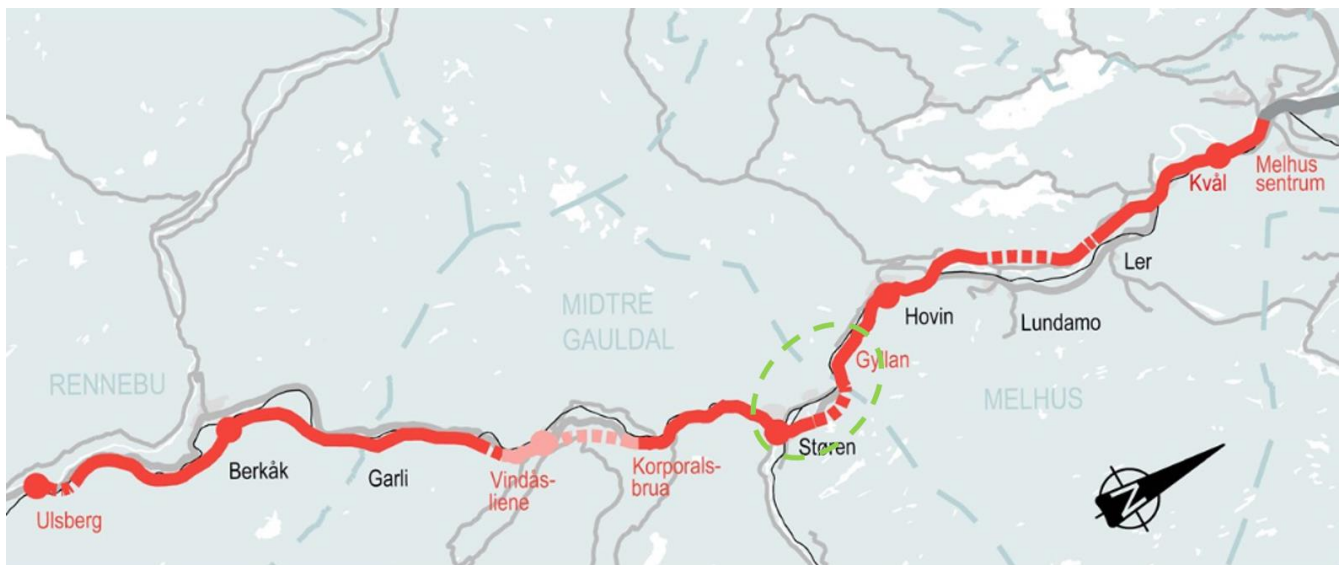 Melhus
sentrum
Kvål
Ler
MIDTRE
GAULDAL
Hovin
Lundamo
Gyllan
RENNEBU
MELHUS
Støren
Berkåk
Garli
Vindås-
liene
Korporals-
brua
Ulsberg
N